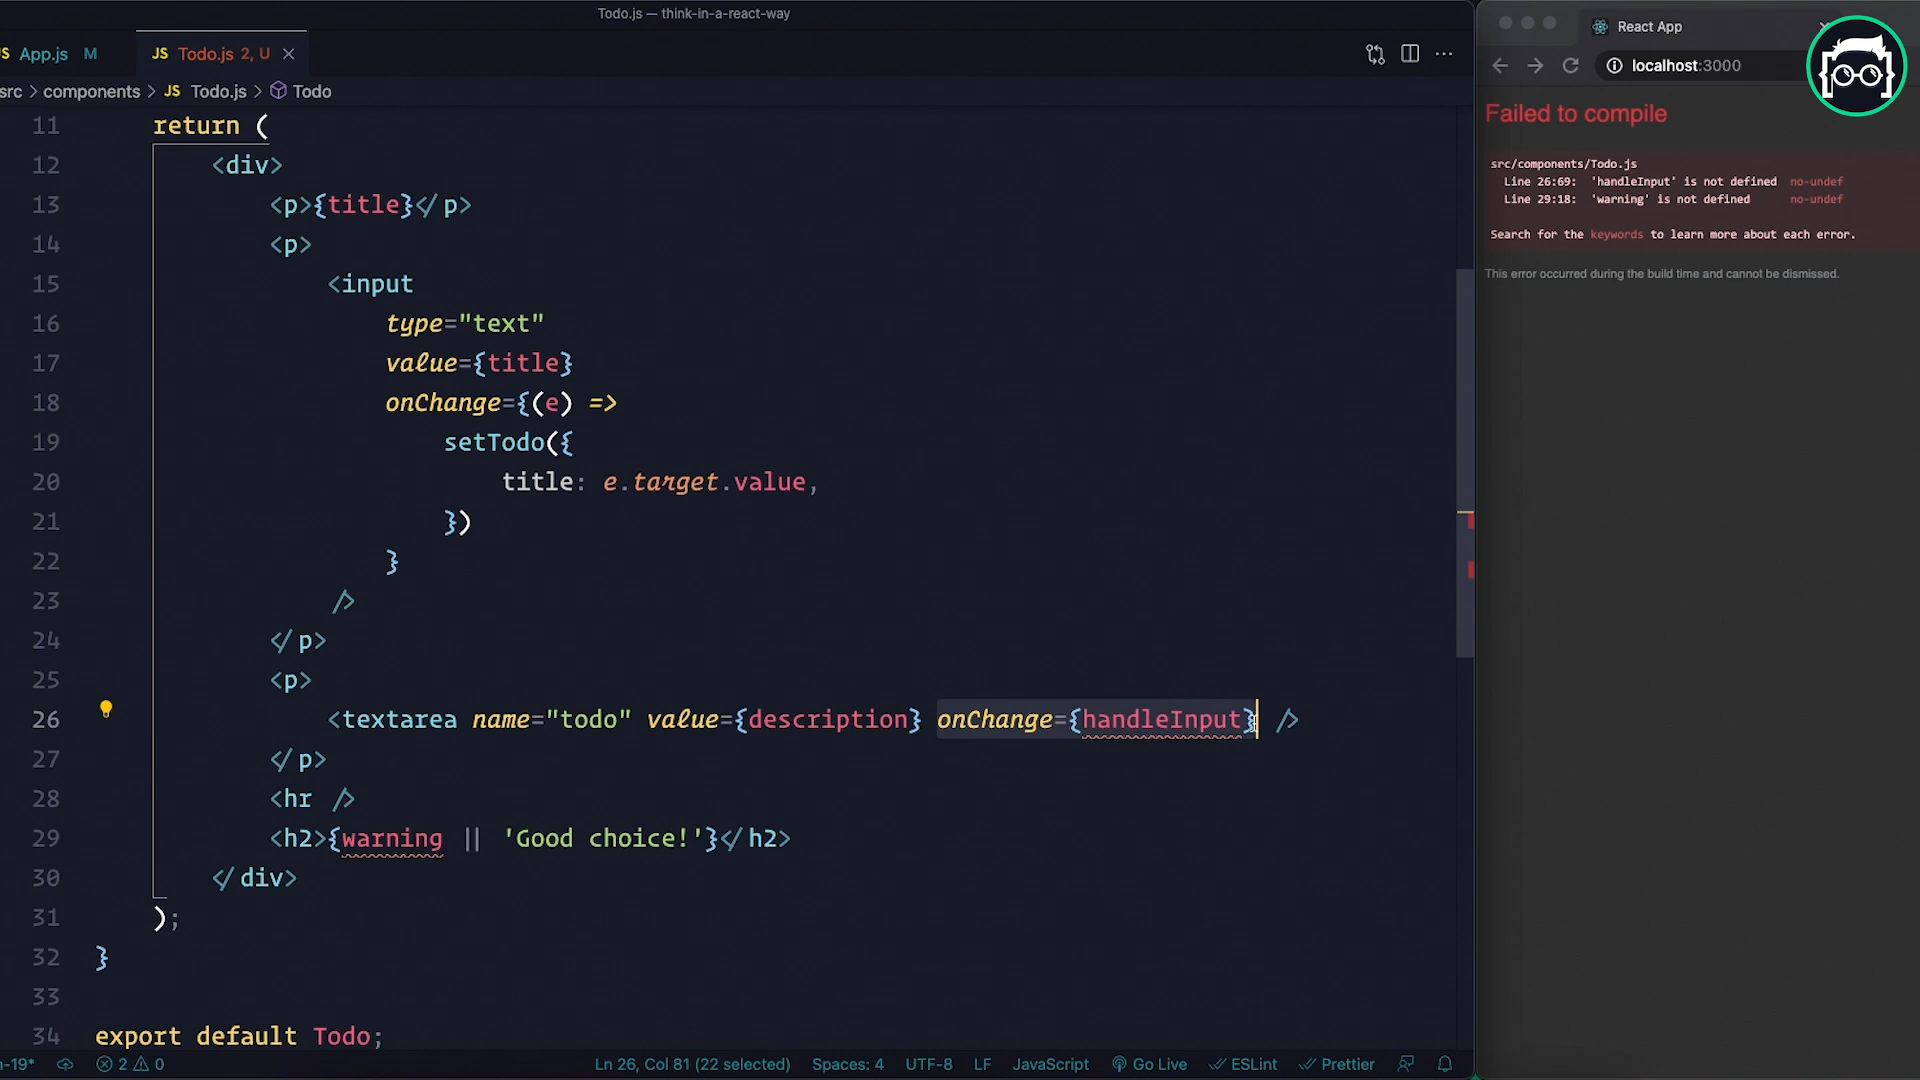 Todo.js — think-in-a-react-way
JS App.js M
JS Todo.js 2, U
src > components > JS Todo.js > Todo
11 return (
12 <div>
13 <p>{title}</p>
14 <p>
15 <input
16 type="text"
17 value={title}
18 onChange={(e) =>
19 setTodo({
20 title: e.target.value,
21 })
22 }
23 />
24 </p>
25 <p>
26 <textarea name="todo" value={description} onChange={handleInput} />
27 </p>
28 <hr />
29 <h2>{warning || 'Good choice!'}</h2>
30 </div>
31 );
32 }
33
34 export default Todo;
-19* 2 0 Ln 26, Col 81 (22 selected) Spaces: 4 UTF-8 LF JavaScript Go Live ESLint Prettier
React App
localhost:3000
Failed to compile
src/components/Todo.js
Line 26:69: 'handleInput' is not defined no-undef
Line 29:18: 'warning' is not defined no-undef
Search for the keywords to learn more about each error.
This error occurred during the build time and cannot be dismissed.